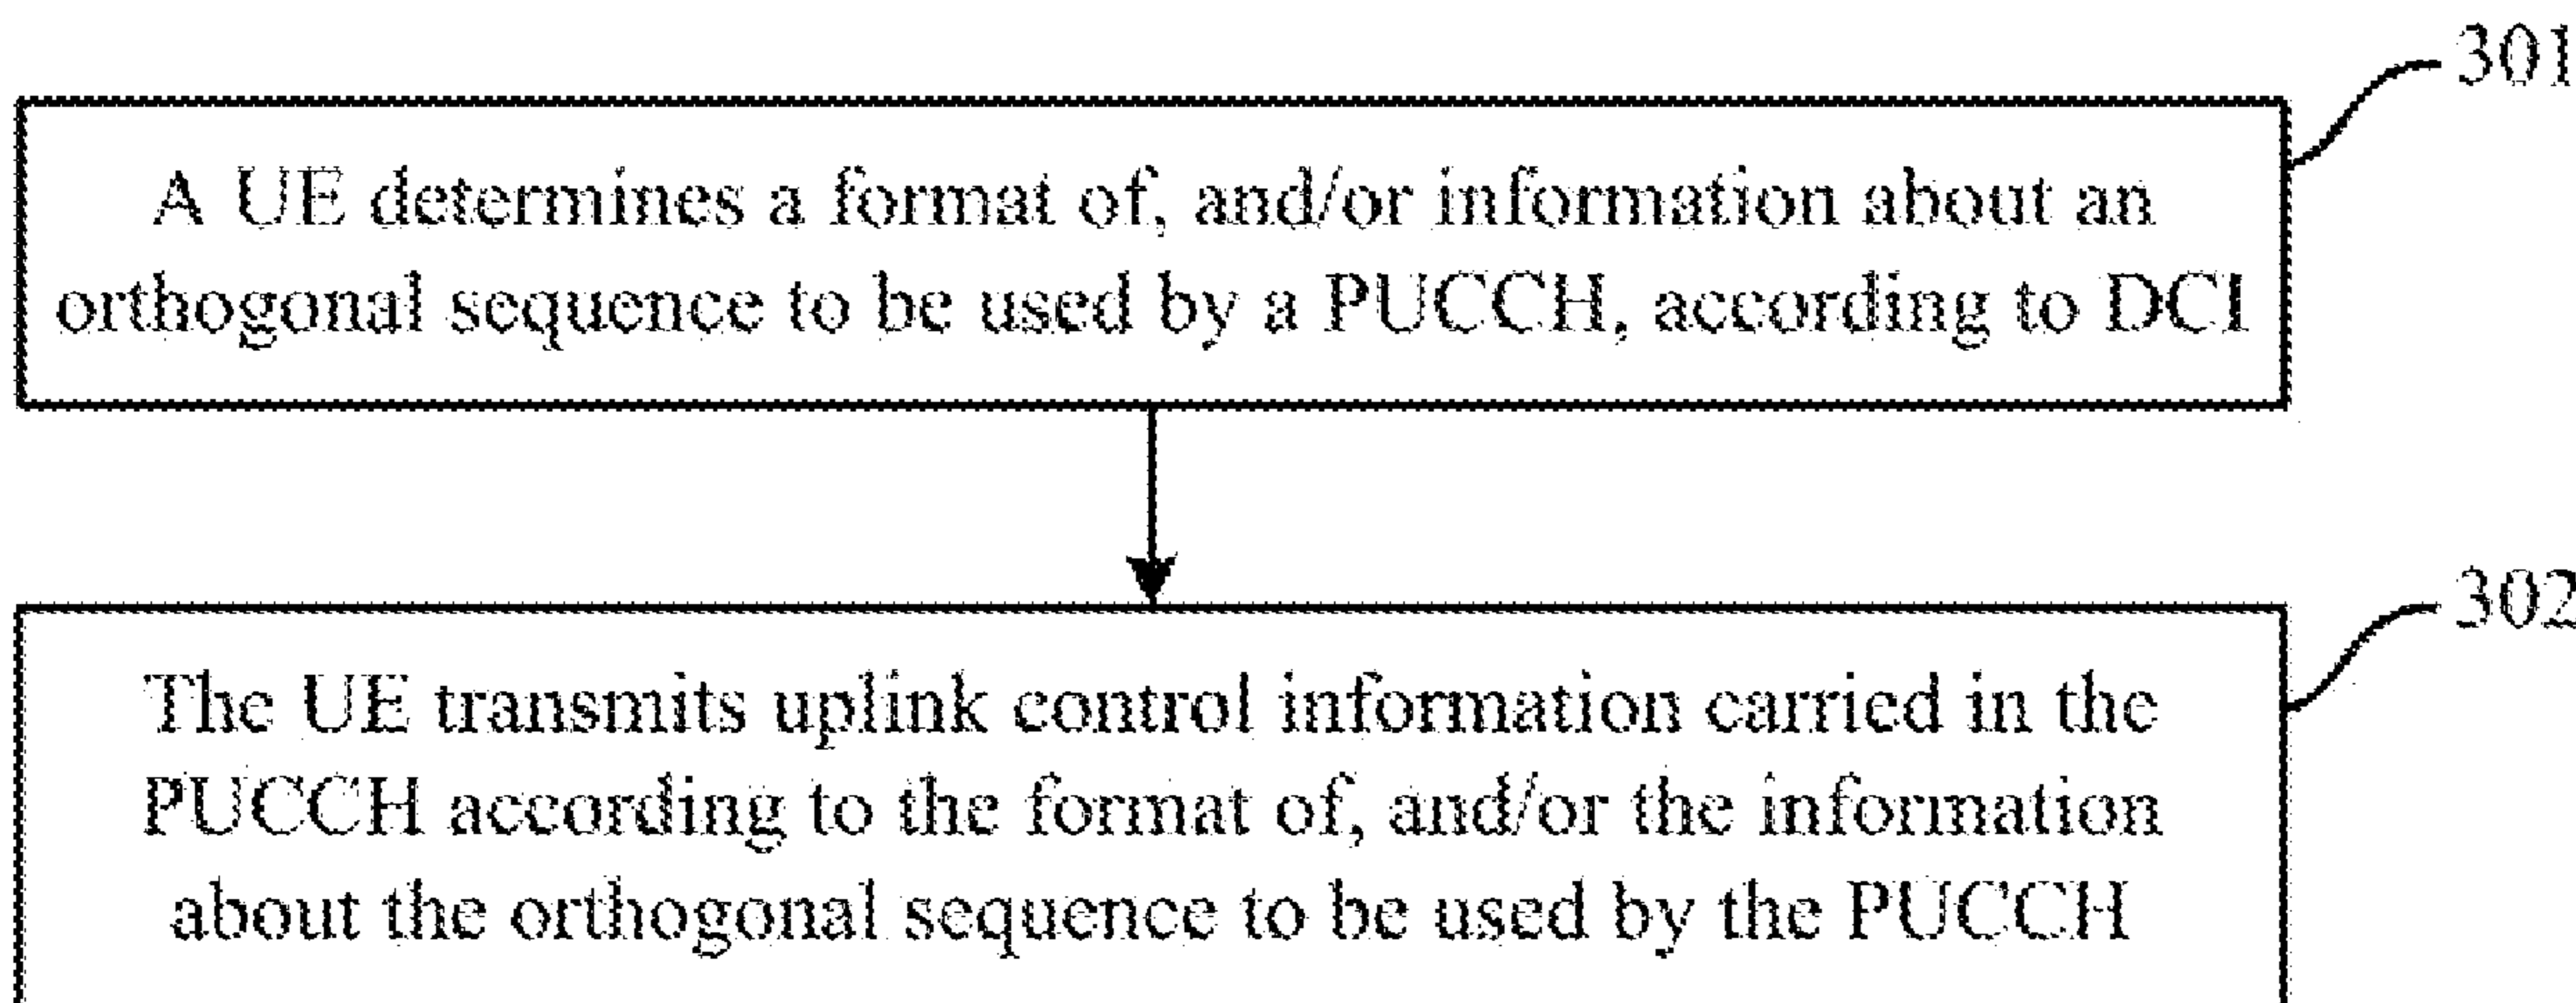 301
A UE determines a format of, and/or information about an
orthogonal sequence to be used by a PUCCH, according to DCI
302
The UE transmits uplink control information carried in the
PUCCH according to the format of, and/or the information
about the orthogonal sequence to be used by the PUCCH